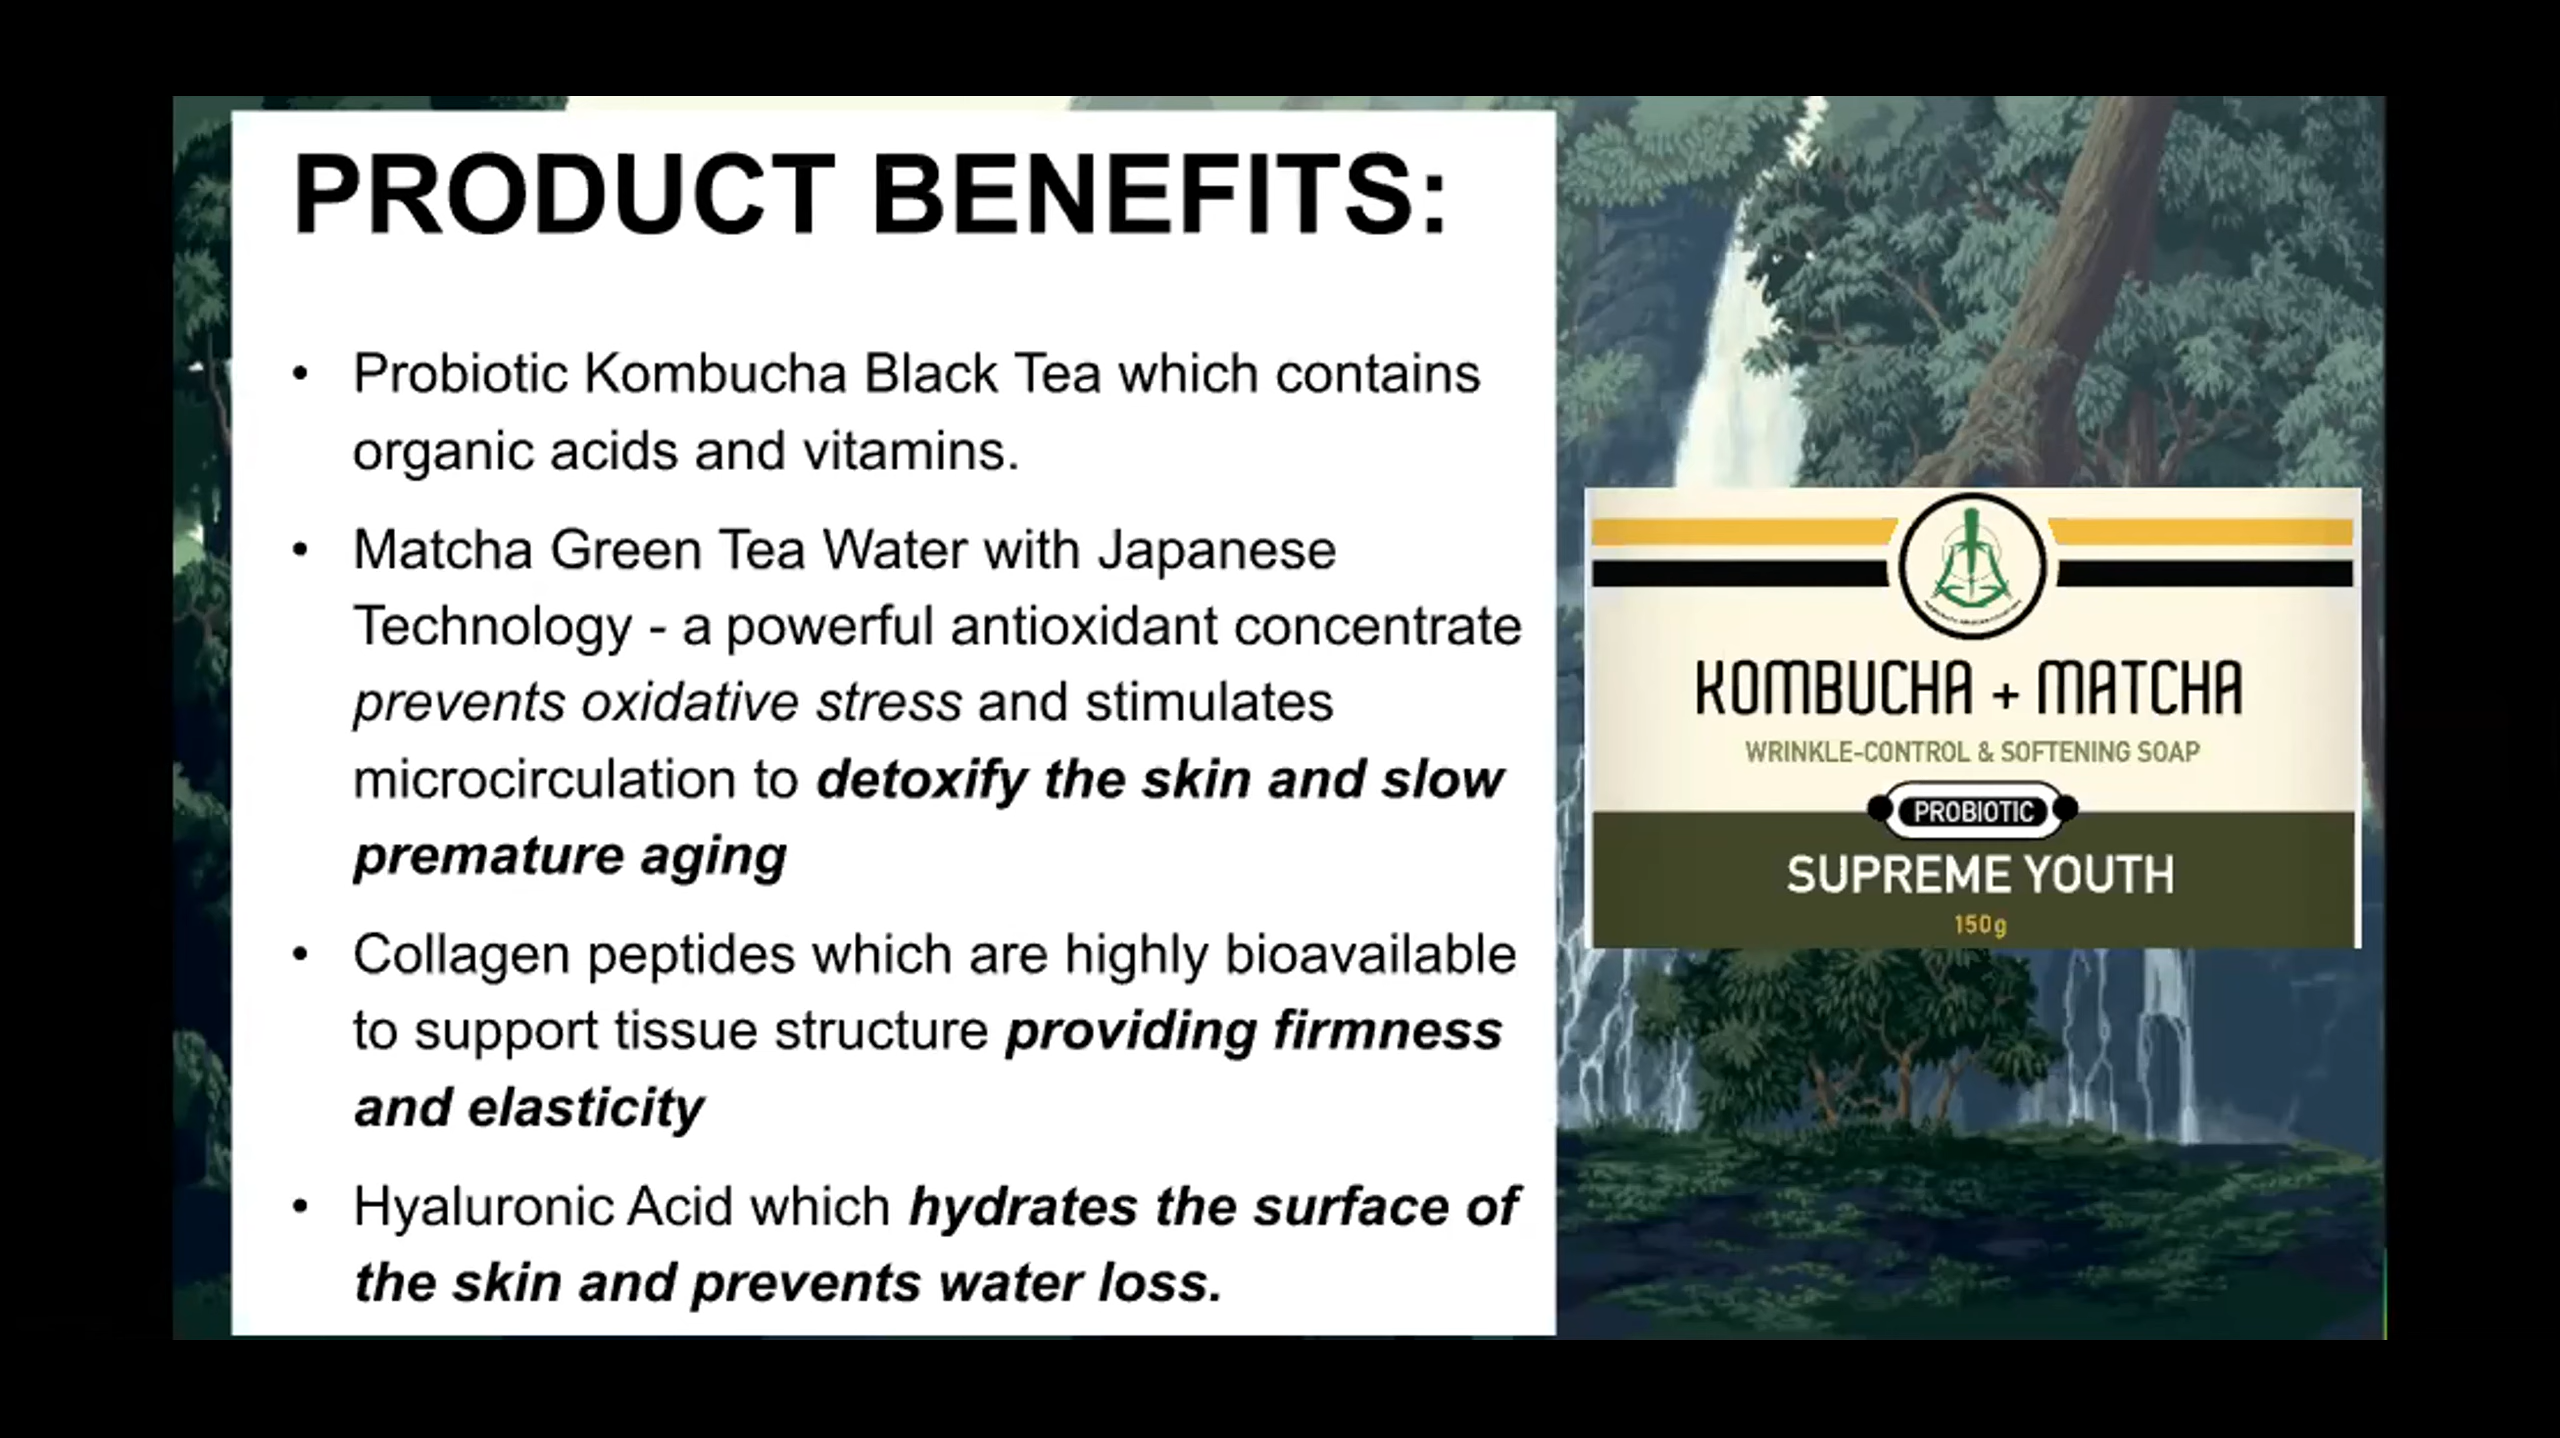 PRODUCT BENEFITS:
• Probiotic Kombucha Black Tea which contains
organic acids and vitamins.
• Matcha Green Tea Water with Japanese
Technology - a powerful antioxidant concentrate
prevents oxidative stress and stimulates
microcirculation to detoxify the skin and slow
premature aging
• Collagen peptides which are highly bioavailable
to support tissue structure providing firmness
and elasticity
• Hyaluronic Acid which hydrates the surface of
the skin and prevents water loss.
KOMBUCHA + MATCHA
WRINKLE-CONTROL & SOFTENING SOAP
PROBIOTIC
SUPREME YOUTH
150g